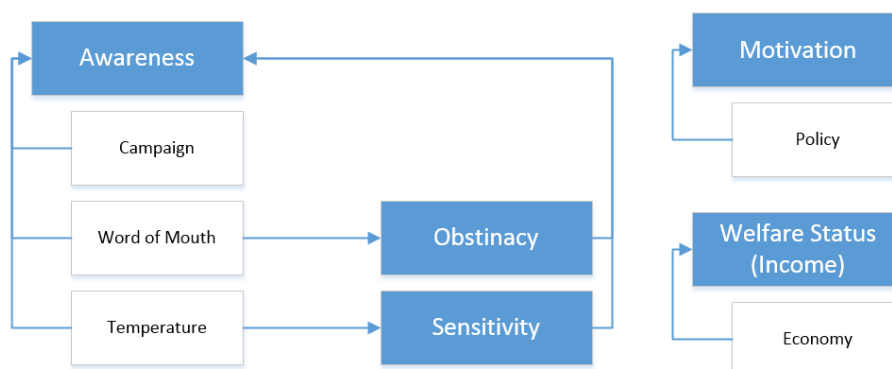 Awareness
Campaign
Word of Mouth
Temperature
Obstinacy
Sensitivity
Motivation
Policy
Welfare Status
(Income)
Economy